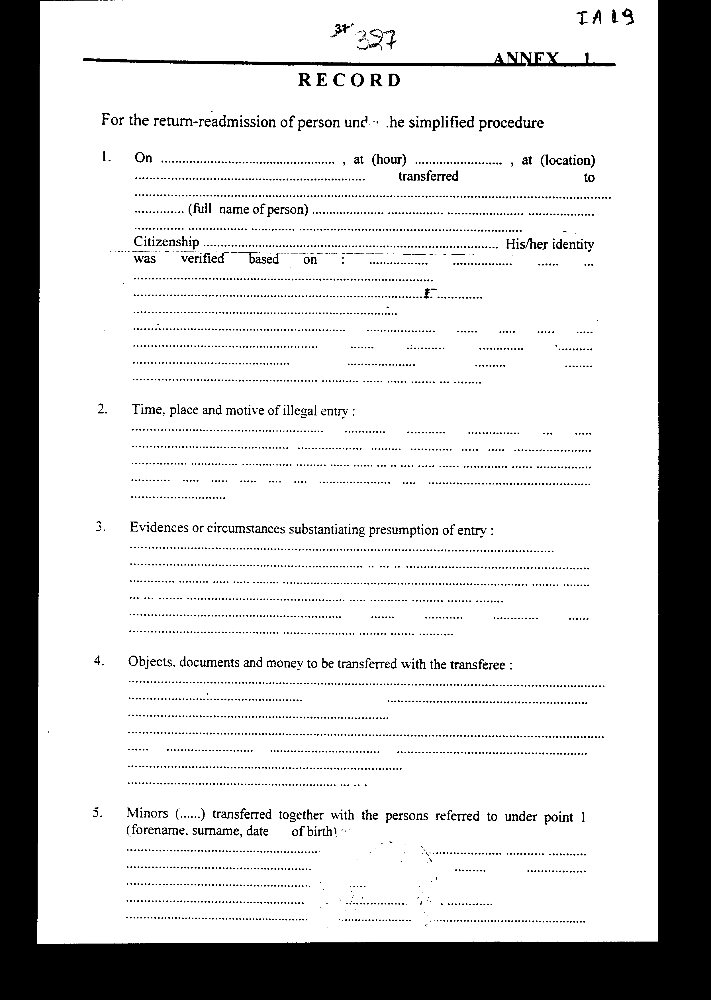 IA19
31 327
ANNEX 1.
RECORD
For the return-readmission of person und he simplified procedure
1. On ................................................ , at (hour) ......................... , at (location)
................................................................. transferred to
.......................................................................................................................................
.............. (full name of person) .................... ................ ..................... ...................
.............. ................. ............ ...............................................................
Citizenship ................................................................................... His/her identity
was verified based on : ................ ................. ...... ...
.....................................................................................
.................................................................................. .............
...........................................................................
............................................................ ................... ...... ..... ..... .....
.................................................... ....... ........... ............. ..........
............................................ ................... ......... ........
.................................................... ........... ...... ...... ....... ... ........
2. Time, place and motive of illegal entry :
...................................................... ............ ........... ............... ... .....
............................................ .................. ......... ............ ..... ..... ......................
................ ............. .............. ......... ...... ...... ... .. .... ..... ...... ............. ...... ................
........... ..... ..... ..... .... .... .................... .... ..............................................
...........................
3. Evidences or circumstances substantiating presumption of entry :
........................................................................................................................
.................................................................. .. ... .. ....................................................
............. ......... ..... ..... ........ ..................................................................... ........ ........
... ... ....... ............................................. ..... ........... ......... ....... ........
............................................................ ....... ........... ............. ......
.......................................... .................... ........ ....... ..........
4. Objects, documents and money to be transferred with the transferee :
.......................................................................................................................................
................................................. .........................................................
..........................................................................
.......................................................................................................................................
...... ........................ ............................... ......................................................
..............................................................................
........................................................... ... .. .
5. Minors (......) transferred together with the persons referred to under point 1
(forename, surname, date of birth)
....................................................... .................... ........... ...........
.................................................... ......... .................
.................................................... .....
.................................................. ................. ...............
................................................... .................... ...........................................